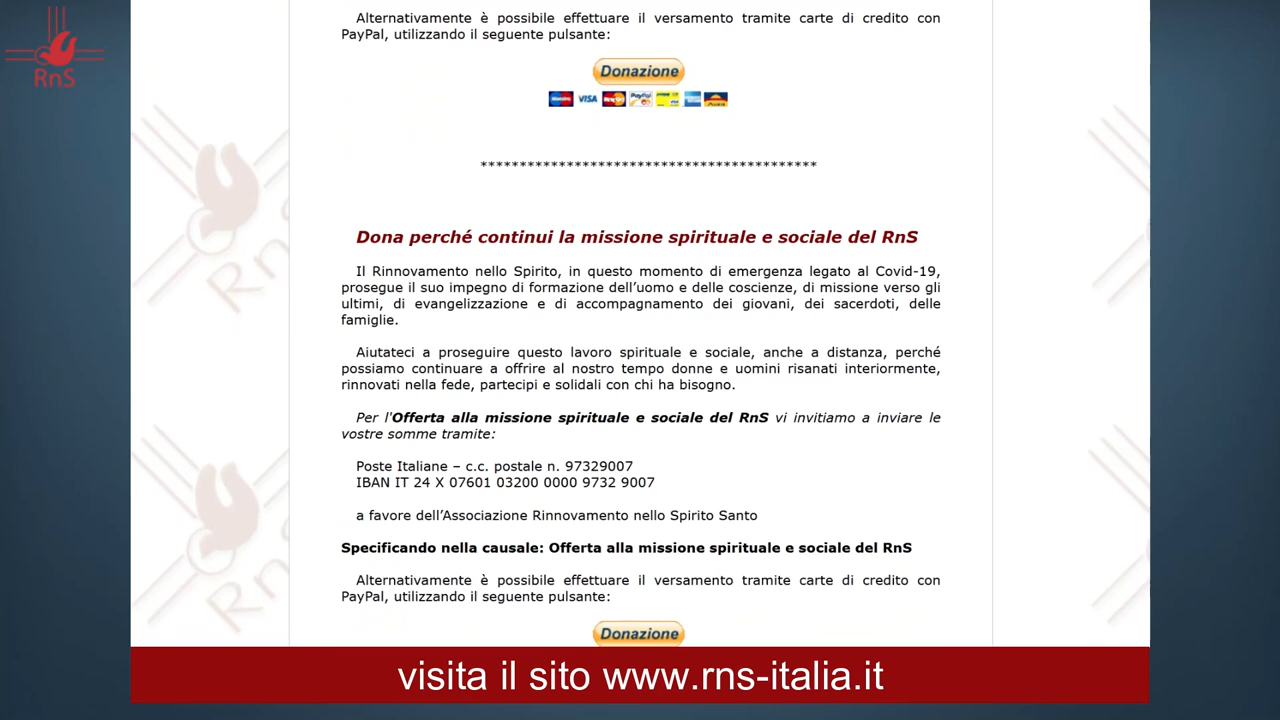 RnS
Alternativamente è possibile effettuare il versamento tramite carte di credito con
PayPal, utilizzando il seguente pulsante:
Donazione
VISA
PayPal
*******************************************
Dona perché continui la missione spirituale e sociale del RnS
Il Rinnovamento nello Spirito, in questo momento di emergenza legato al Covid-19,
prosegue il suo impegno di formazione dell’uomo e delle coscienze, di missione verso gli
ultimi, di evangelizzazione e di accompagnamento dei giovani, dei sacerdoti, delle
famiglie.
Aiutateci a proseguire questo lavoro spirituale e sociale, anche a distanza, perché
possiamo continuare a offrire al nostro tempo donne e uomini risanati interiormente,
rinnovati nella fede, partecipi e solidali con chi ha bisogno.
Per l'Offerta alla missione spirituale e sociale del RnS vi invitiamo a inviare le
vostre somme tramite:
Poste Italiane – c.c. postale n. 97329007
IBAN IT 24 X 07601 03200 0000 9732 9007
a favore dell’Associazione Rinnovamento nello Spirito Santo
Specificando nella causale: Offerta alla missione spirituale e sociale del RnS
Alternativamente è possibile effettuare il versamento tramite carte di credito con
PayPal, utilizzando il seguente pulsante:
Donazione
visita il sito www.rns-italia.it